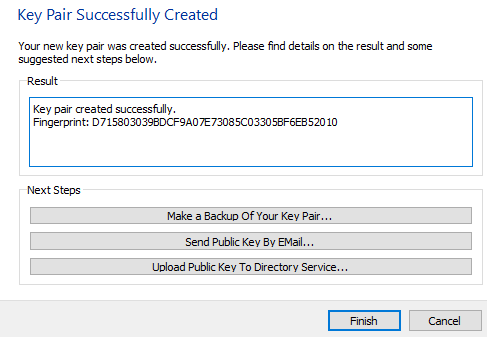 Key Pair Successfully Created
Your new key pair was created successfully. Please find details on the result and some
suggested next steps below.
Result
Key pair created successfully.
Fingerprint: D715803039BDCF9A07E73085C03305BF6EB52010
Next Steps
Make a Backup Of Your Key Pair...
Send Public Key By EMail...
Upload Public Key To Directory Service...
Finish
Cancel